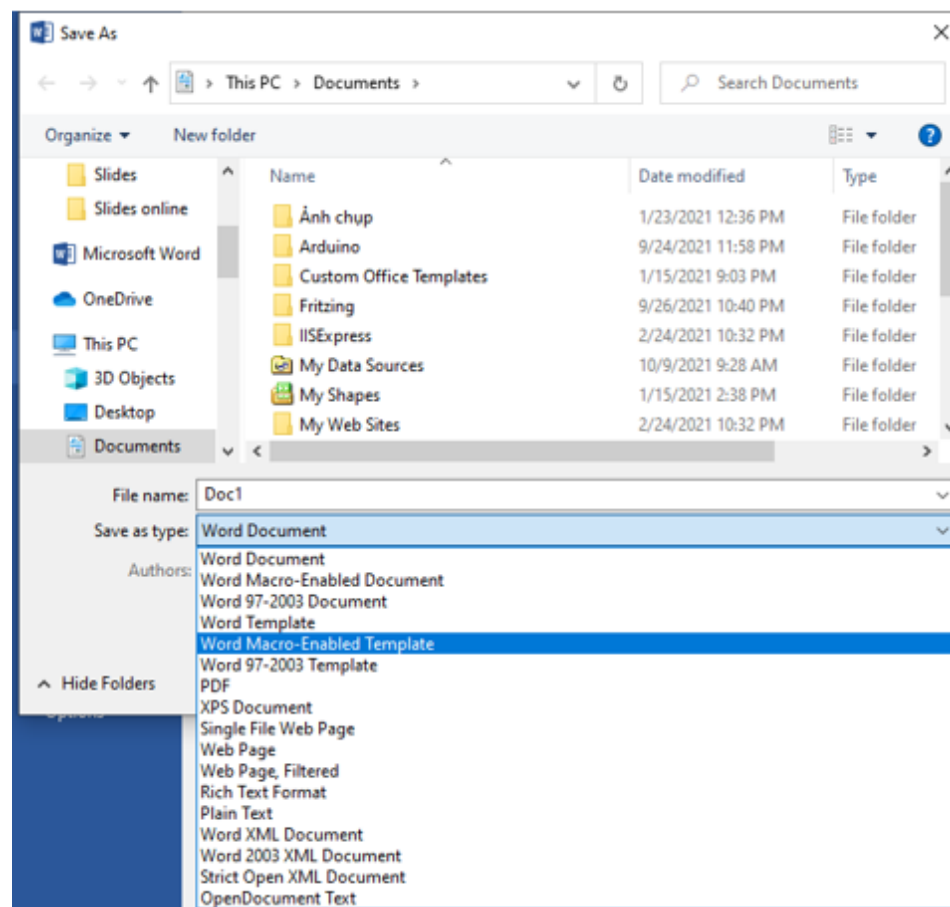 Save As
This PC > Documents >
Search Documents
Organize
New folder
Slides
Slides online
Microsoft Word
OneDrive
This PC
3D Objects
Desktop
Documents
Name Date modified Type
Ảnh chụp 1/23/2021 12:36 PM File folder
Arduino 9/24/2021 11:58 PM File folder
Custom Office Templates 1/15/2021 9:03 PM File folder
Fritzing 9/26/2021 10:40 PM File folder
IISExpress 2/24/2021 10:32 PM File folder
My Data Sources 10/9/2021 9:28 AM File folder
My Shapes 1/15/2021 2:38 PM File folder
My Web Sites 2/24/2021 10:32 PM File folder
File name: Doc1
Save as type: Word Document
Authors:
Word Document
Word Macro-Enabled Document
Word 97-2003 Document
Word Template
Word Macro-Enabled Template
Word 97-2003 Template
PDF
XPS Document
Single File Web Page
Web Page
Web Page, Filtered
Rich Text Format
Plain Text
Word XML Document
Word 2003 XML Document
Strict Open XML Document
OpenDocument Text
Hide Folders
Options